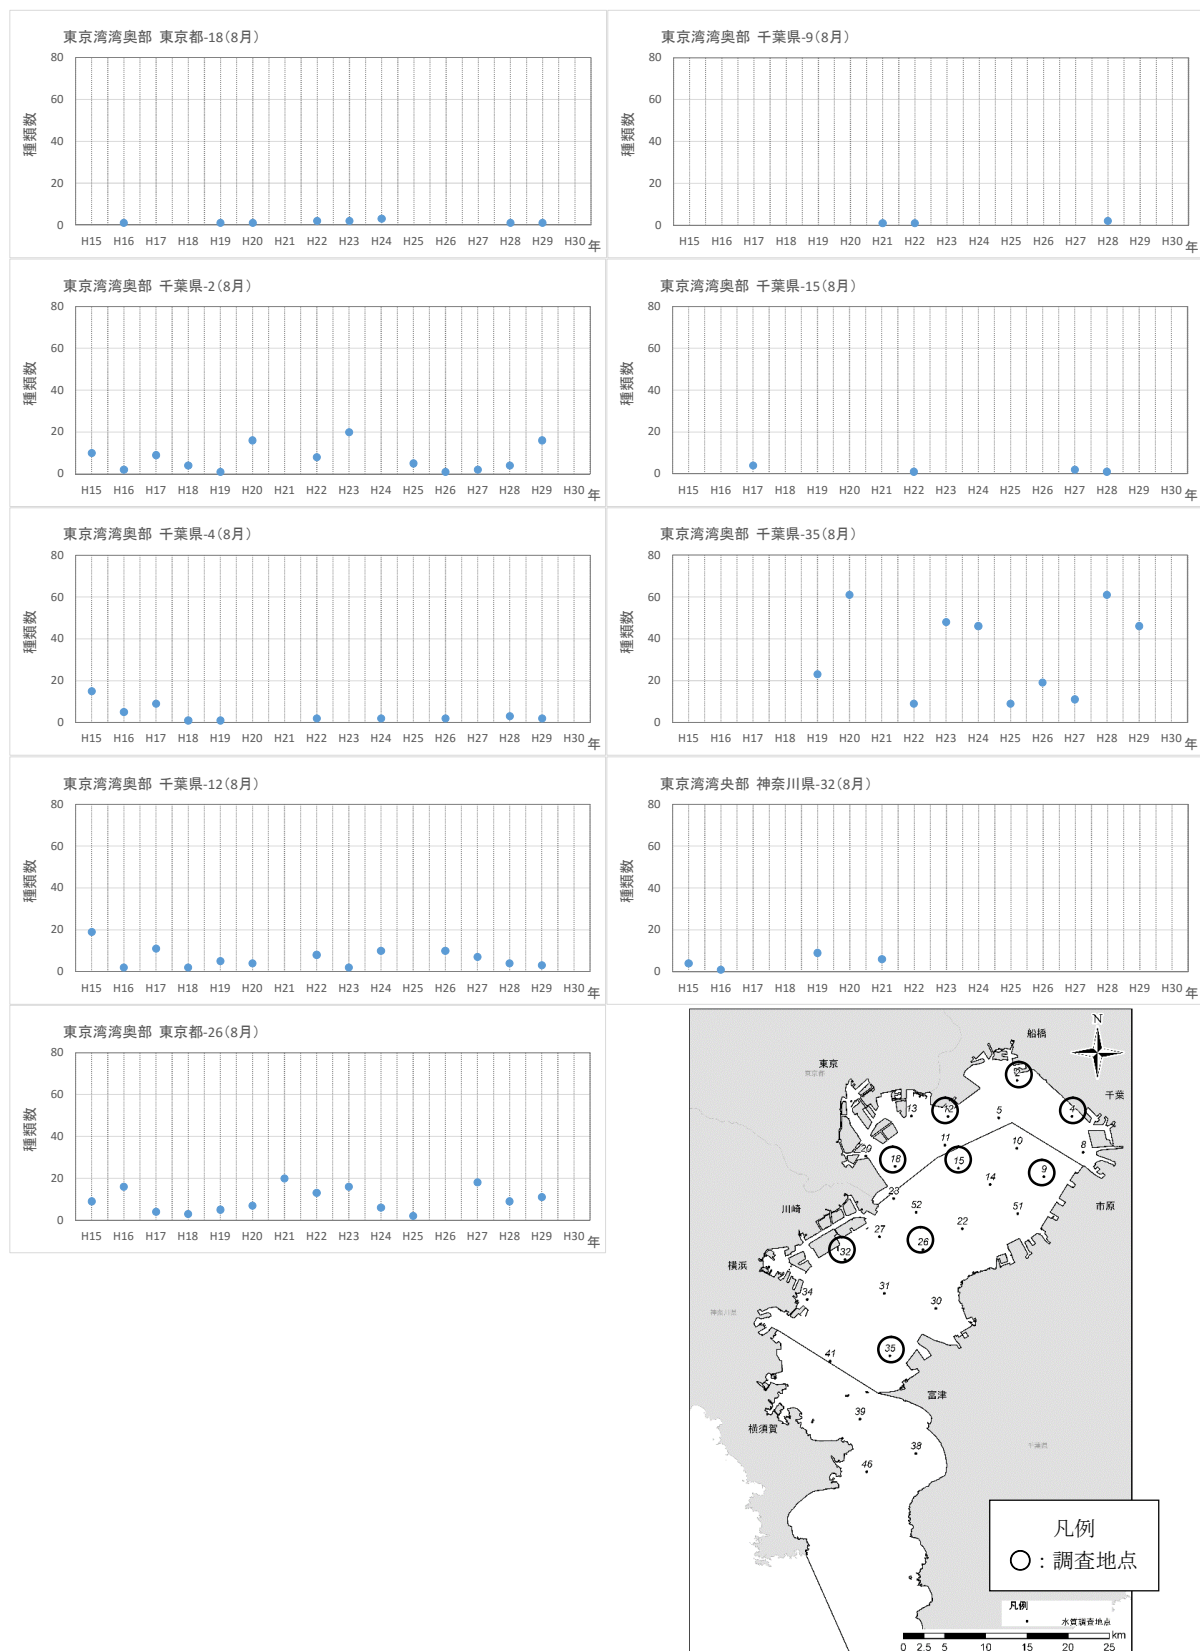 東京湾湾奥部 東京都-18(8月)
種類数
80
60
40
20
0
H15 H16 H17 H18 H19 H20 H21 H22 H23 H24 H25 H26 H27 H28 H29 H30 年
東京湾湾奥部 千葉県-9(8月)
種類数
80
60
40
20
0
H15 H16 H17 H18 H19 H20 H21 H22 H23 H24 H25 H26 H27 H28 H29 H30 年
東京湾湾奥部 千葉県-2(8月)
種類数
80
60
40
20
0
H15 H16 H17 H18 H19 H20 H21 H22 H23 H24 H25 H26 H27 H28 H29 H30 年
東京湾湾奥部 千葉県-15(8月)
種類数
80
60
40
20
0
H15 H16 H17 H18 H19 H20 H21 H22 H23 H24 H25 H26 H27 H28 H29 H30 年
東京湾湾奥部 千葉県-4(8月)
種類数
80
60
40
20
0
H15 H16 H17 H18 H19 H20 H21 H22 H23 H24 H25 H26 H27 H28 H29 H30 年
東京湾湾奥部 千葉県-35(8月)
種類数
80
60
40
20
0
H15 H16 H17 H18 H19 H20 H21 H22 H23 H24 H25 H26 H27 H28 H29 H30 年
東京湾湾奥部 千葉県-12(8月)
種類数
80
60
40
20
0
H15 H16 H17 H18 H19 H20 H21 H22 H23 H24 H25 H26 H27 H28 H29 H30 年
東京湾湾央部 神奈川県-32(8月)
種類数
80
60
40
20
0
H15 H16 H17 H18 H19 H20 H21 H22 H23 H24 H25 H26 H27 H28 H29 H30 年
東京湾湾奥部 東京都-26(8月)
種類数
80
60
40
20
0
H15 H16 H17 H18 H19 H20 H21 H22 H23 H24 H25 H26 H27 H28 H29 H30 年
N
船橋
東京
東京都
2
千葉
13 12 5 4
11 10 8
29 18 15 9
14
23
川崎 52 51 市原
27 22
26
横浜 32
31
34 30
神奈川県
41 35
富津
39
横須賀
38
千葉県
46
凡例
○ : 調査地点
凡例
・ 水質調査地点
km
0 2.5 5 10 15 20 25